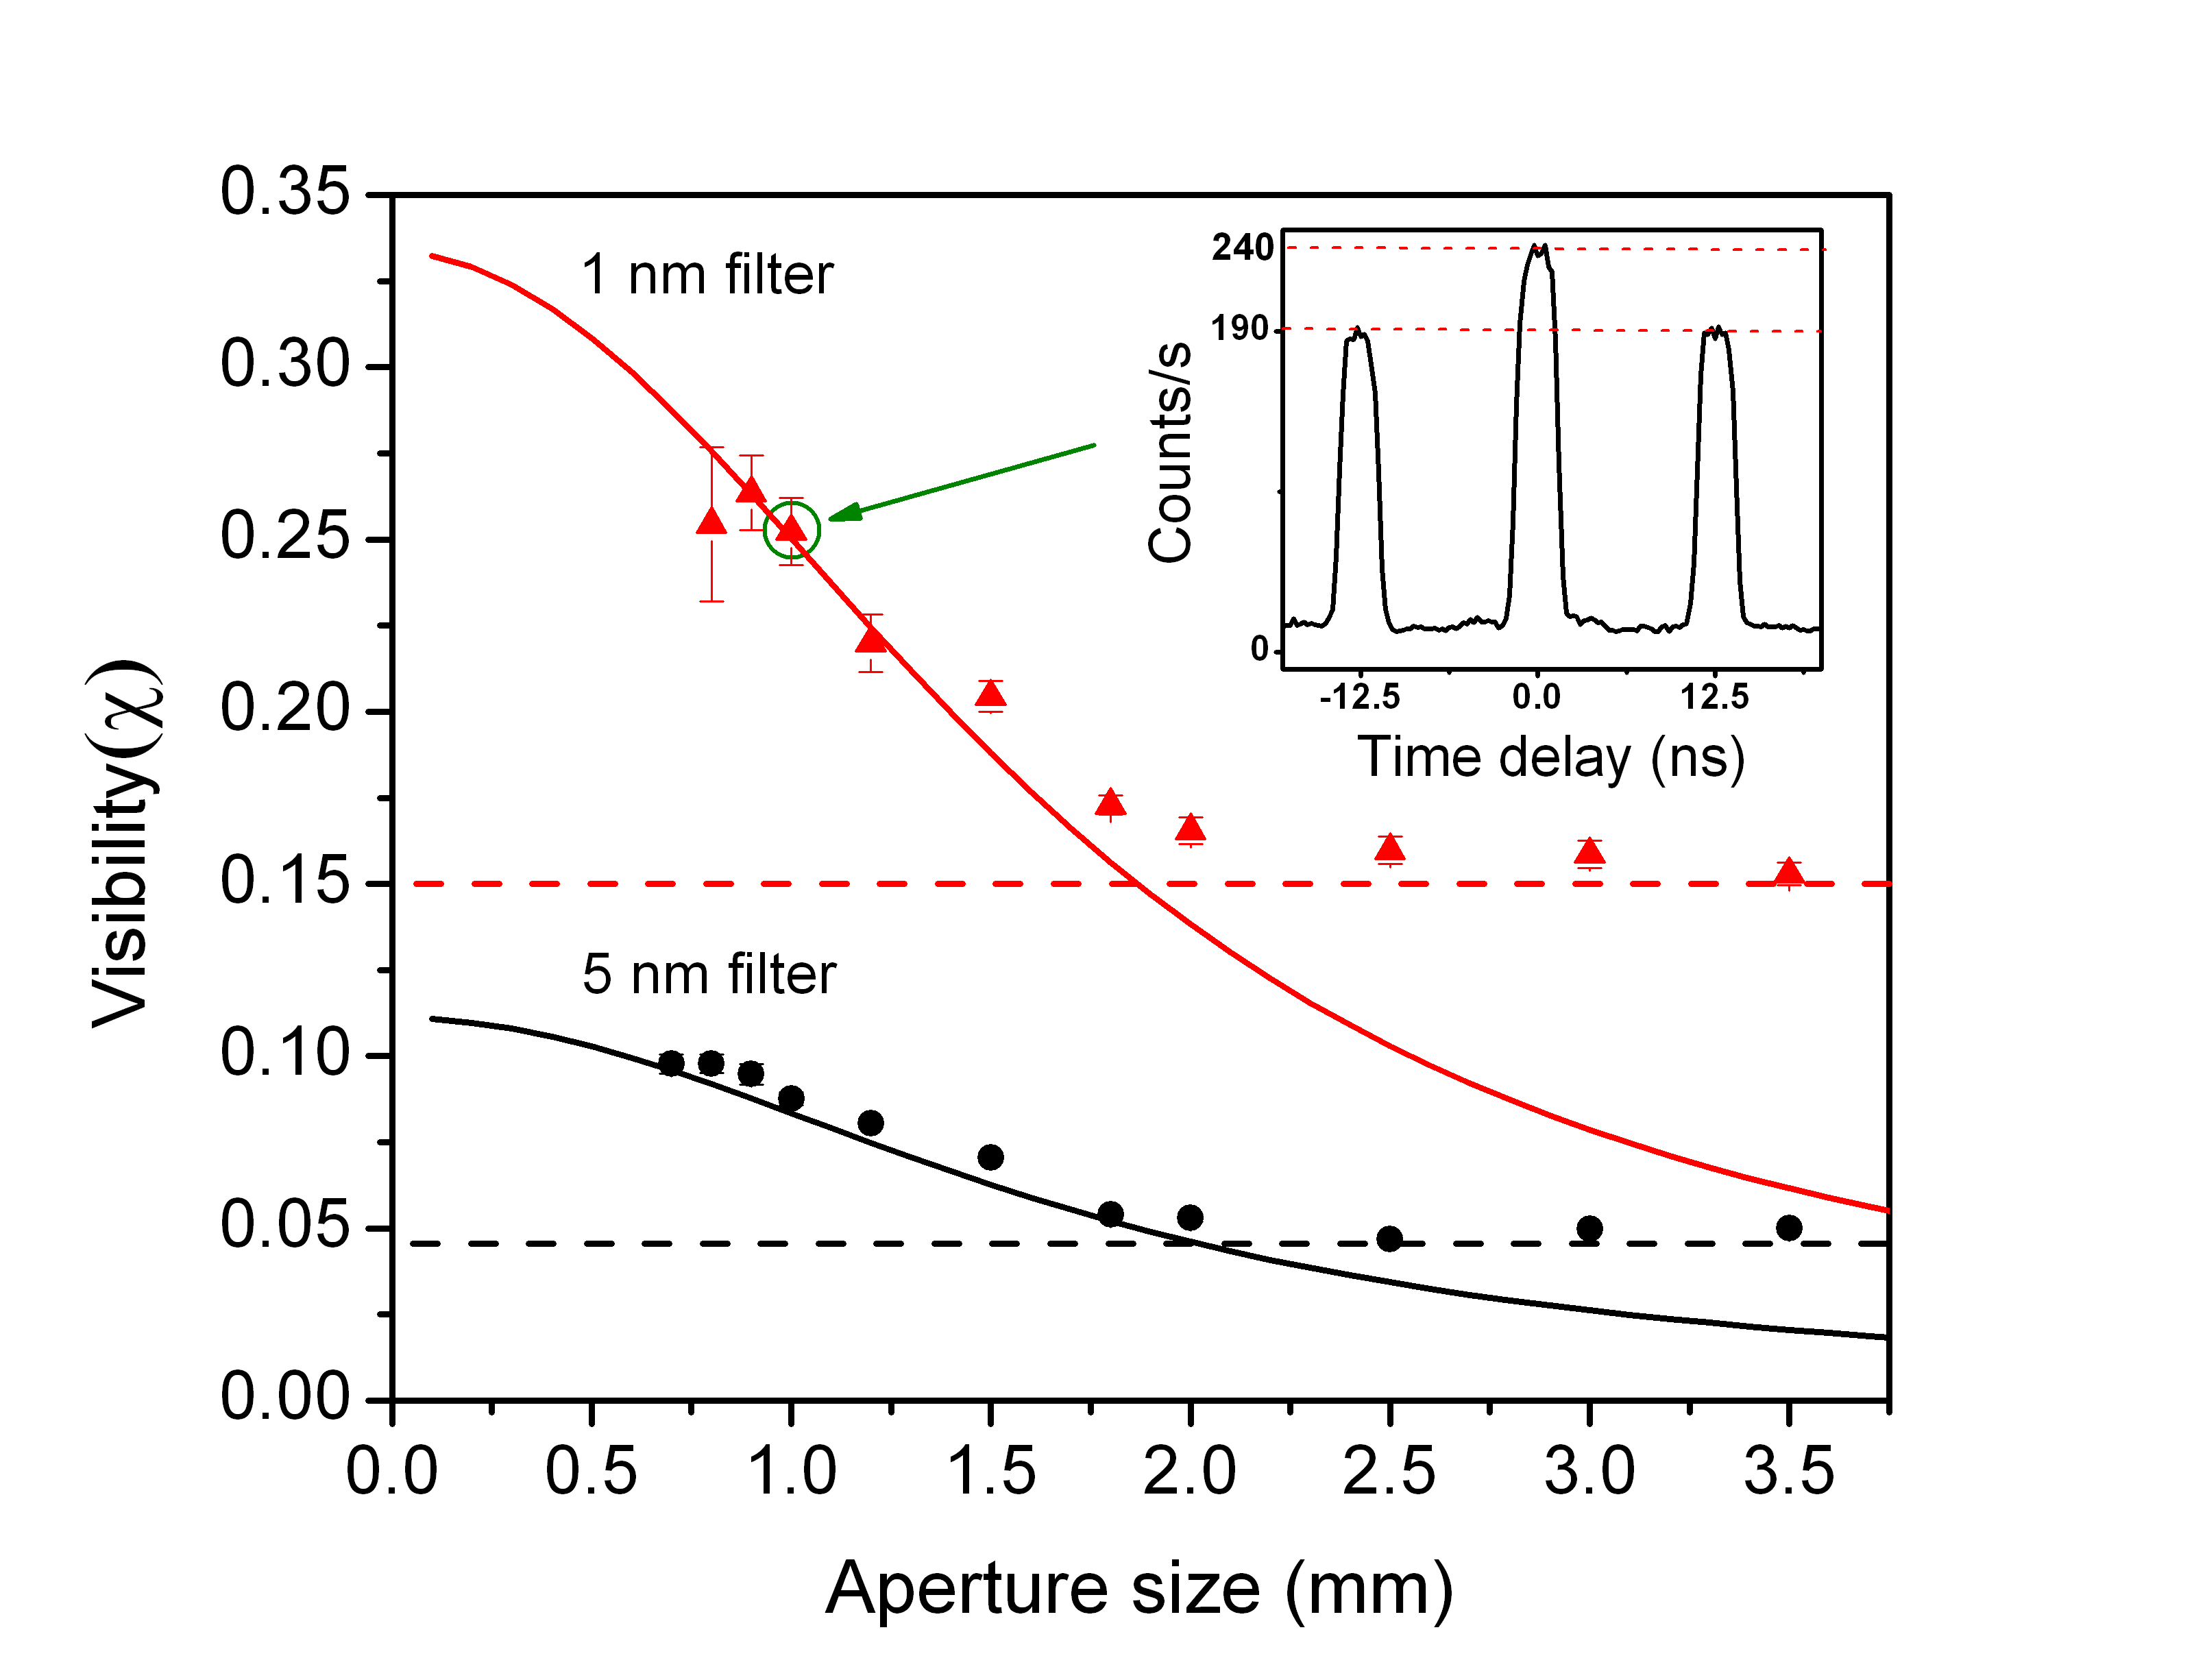 0.35
0.30
0.25
0.20
0.15
0.10
0.05
0.00
Visibility(χ)
1 nm filter
5 nm filter
240
190
0
Counts/s
-12.5 0.0 12.5
Time delay (ns)
0.0 0.5 1.0 1.5 2.0 2.5 3.0 3.5
Aperture size (mm)